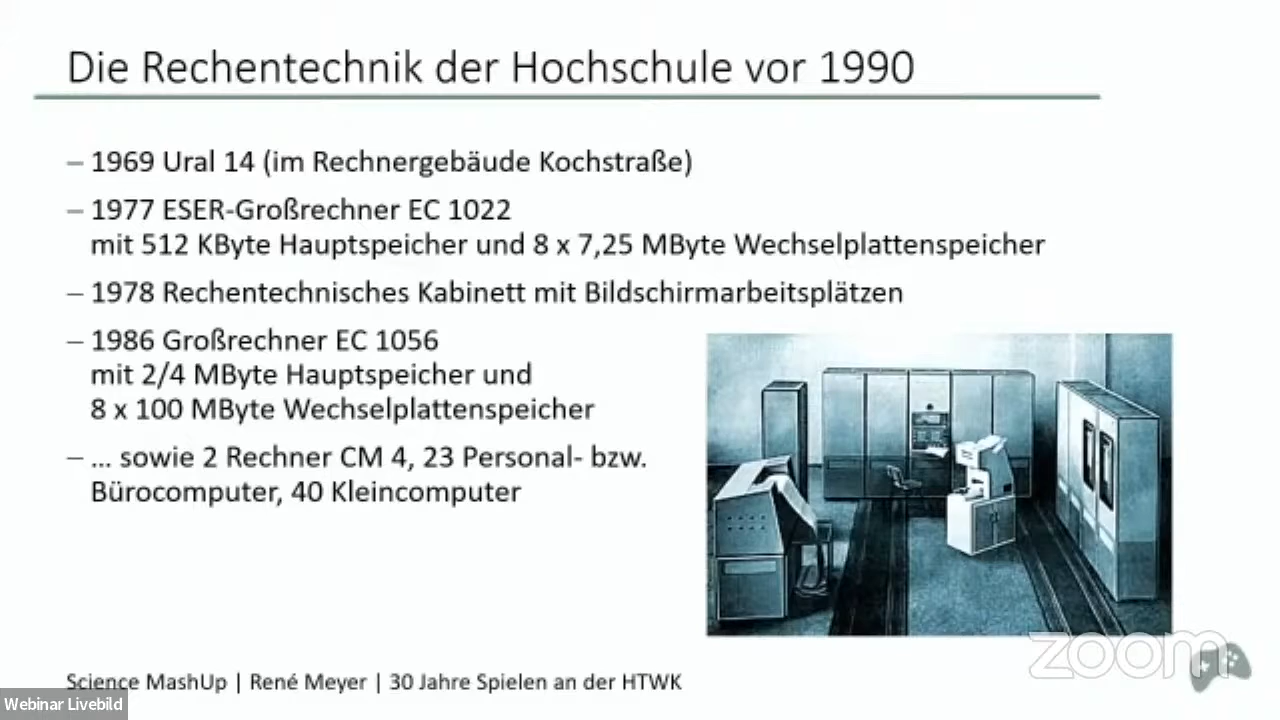 Die Rechentechnik der Hochschule vor 1990
– 1969 Ural 14 (im Rechnergebäude Kochstraße)
– 1977 ESER-Großrechner EC 1022
mit 512 KByte Hauptspeicher und 8 x 7,25 MByte Wechselplattenspeicher
– 1978 Rechentechnisches Kabinett mit Bildschirmarbeitsplätzen
– 1986 Großrechner EC 1056
mit 2/4 MByte Hauptspeicher und
8 x 100 MByte Wechselplattenspeicher
– ... sowie 2 Rechner CM 4, 23 Personal- bzw.
Bürocomputer, 40 Kleincomputer
zoom
Science MashUp | René Meyer | 30 Jahre Spielen an der HTWK
Webinar Livebild